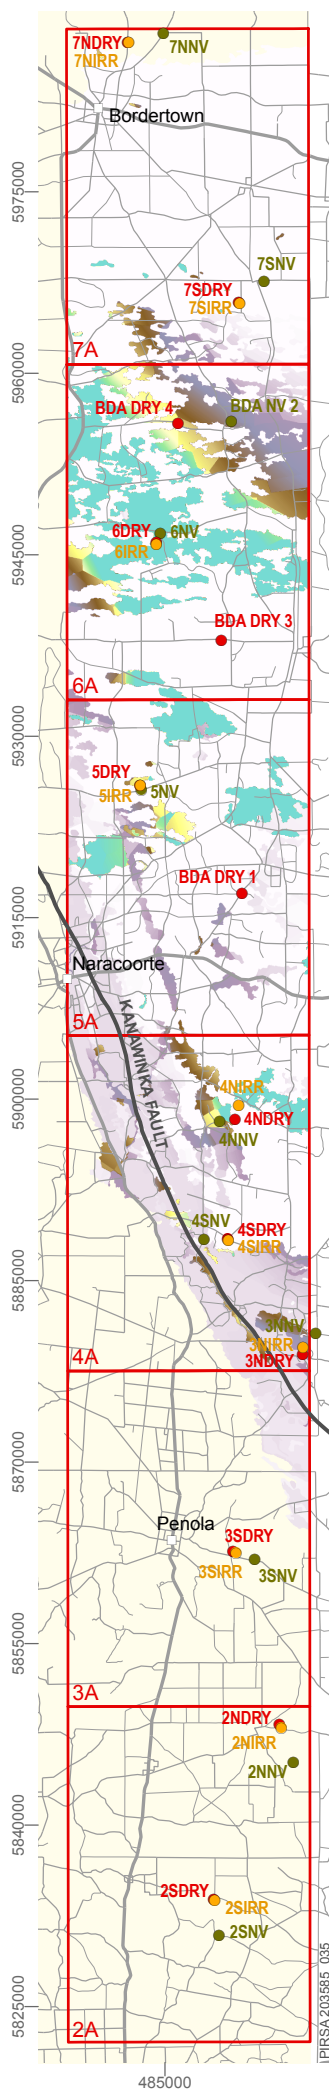 7NDRY
7NNV
7NIRR
Bordertown
5975000
7SNV
7SDRY
7SIRR
7A
5960000
BDA DRY 4
BDA NV 2
6DRY
6NV
6IRR
5945000
BDA DRY 3
6A
5930000
5DRY
5IRR
5NV
BDA DRY 1
5915000
Naracoorte
KANAWINKA FAULT
5A
4NIRR
5900000
4NDRY
4NNV
4SNV
4SDRY
4SIRR
5885000
3NNV
3NIRR
3NDRY
4A
5870000
Penola
3SDRY
3SIRR
3SNV
5855000
3A
2NDRY
2NIRR
2NNV
5840000
2SDRY
2SIRR
2SNV
5825000
2A
PIRSA 203585_035
485000